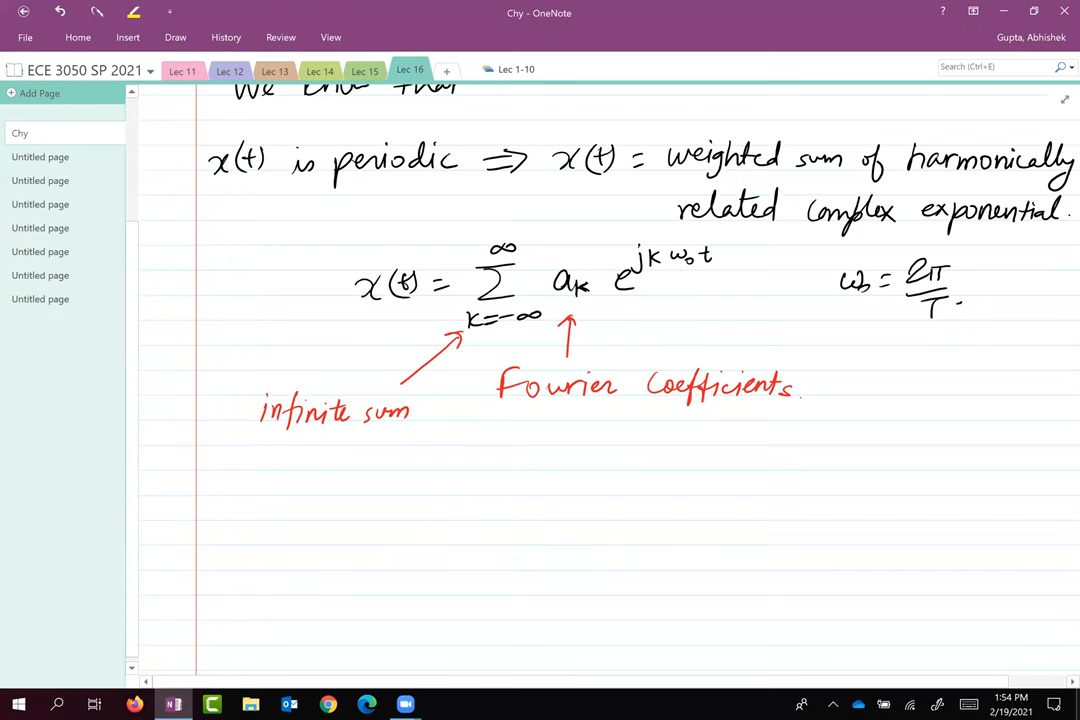 Chy - OneNote
File Home Insert Draw History Review View
Gupta, Abhishek
ECE 3050 SP 2021
Lec 11 Lec 12 Lec 13 Lec 14 Lec 15 Lec 16
Lec 1-10
Search (Ctrl+E)
Add Page
Chy
Untitled page
Untitled page
Untitled page
Untitled page
Untitled page
Untitled page
Untitled page
that
x(t) is periodic ⇒ x(t) = weighted sum of harmonically
related complex exponential.
x(t) = ∑_{k=-∞}^{∞} a_k e^{jkω₀t} ω₀ = 2π/T.
infinite sum
Fourier Coefficients.
1:54 PM
2/19/2021